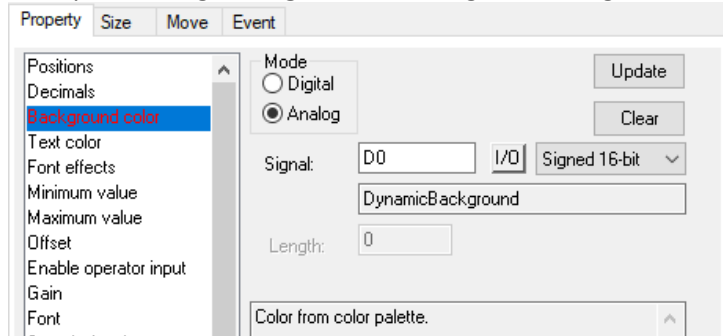 Property Size Move Event
Positions
Decimals
Background color
Text color
Font effects
Minimum value
Maximum value
Offset
Enable operator input
Gain
Font
Mode
Digital
Analog
Update
Clear
Signal: D0 I/O Signed 16-bit
DynamicBackground
Length: 0
Color from color palette.